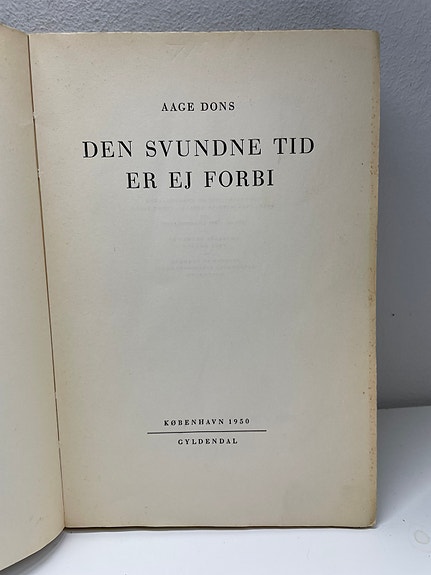 AAGE DONS
DEN SVUNDNE TID
ER EJ FORBI
KØBENHAVN 1950
GYLDENDAL